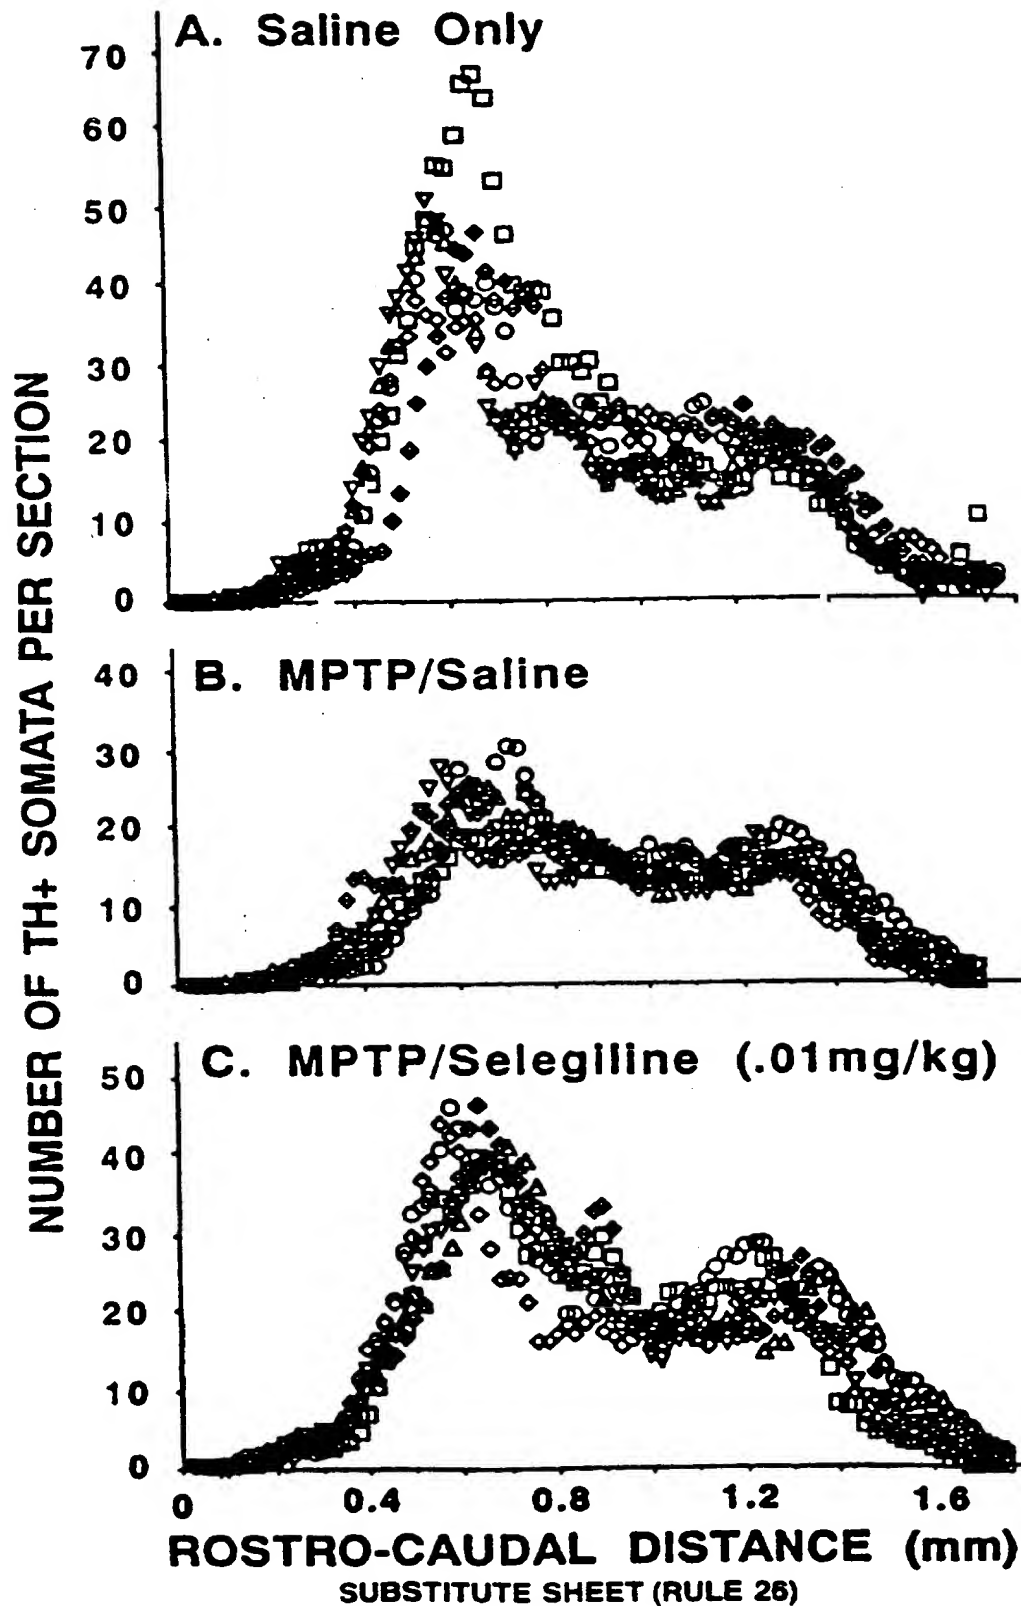 A. Saline Only
70
60
50
40
30
20
10
0
B. MPTP/Saline
40
30
20
10
0
C. MPTP/Selegiline (.01mg/kg)
50
40
30
20
10
0
0 0.4 0.8 1.2 1.6
NUMBER OF TH+ SOMATA PER SECTION
ROSTRO-CAUDAL DISTANCE (mm)
SUBSTITUTE SHEET (RULE 26)